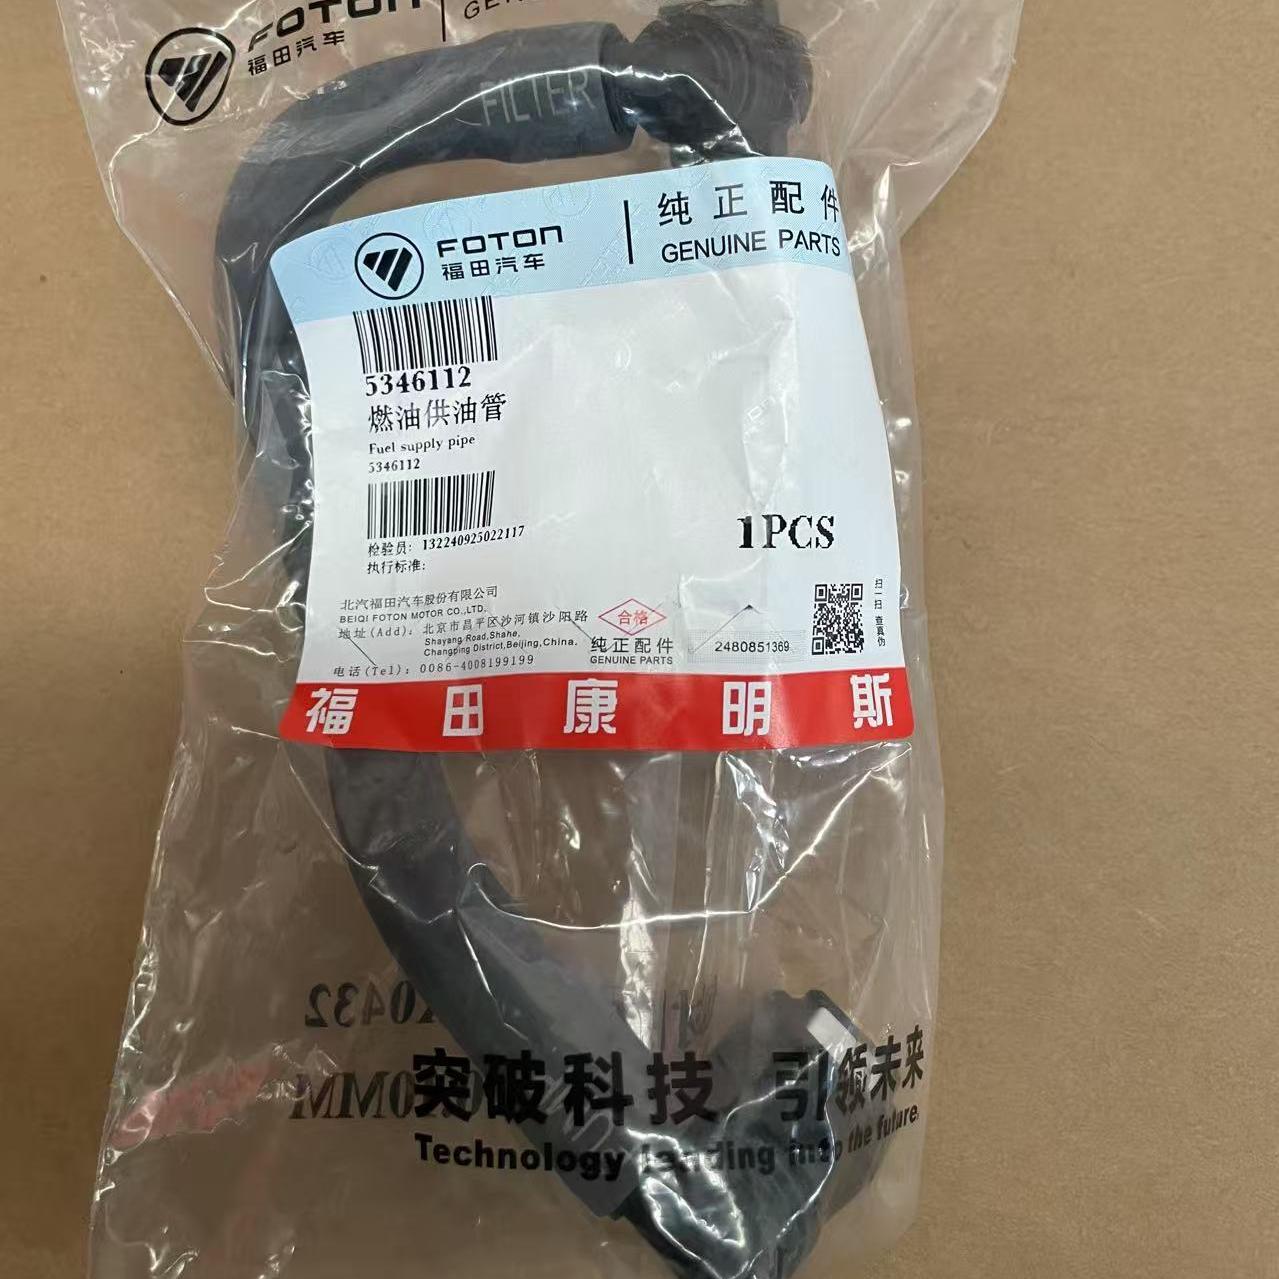 FOTON
福田汽车
FILTER
FOTON
福田汽车
纯正配件
GENUINE PARTS
5346112
燃油供油管
Fuel supply pipe
5346112
1PCS
检验员: 132240925022117
执行标准:
北汽福田汽车股份有限公司
BEIQI FOTON MOTOR CO.,LTD.
地址(Add): 北京市昌平区沙河镇沙阳路
Shayang Road,Shahe,
Changping District,Beijing,China.
电话(Tel): 0086-4008199199
合格
纯正配件
GENUINE PARTS
2480851369
扫一扫 查真伪
福田康明斯
突破科技 引领未来
Technology leading into the future